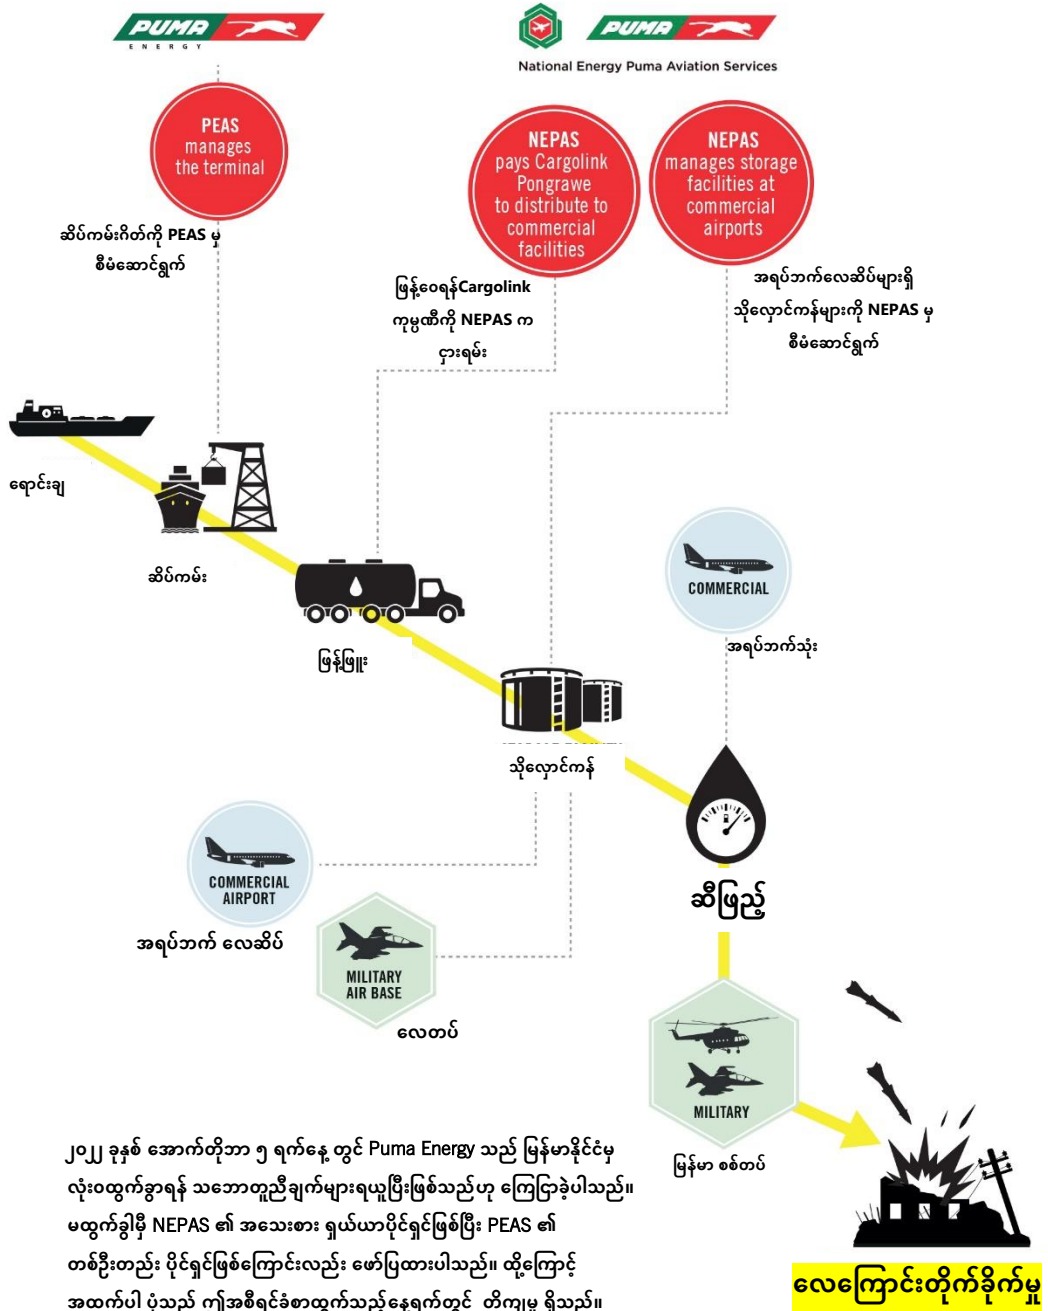 PUMA
ENERGY
PUMA
National Energy Puma Aviation Services
PEAS
manages
the terminal
NEPAS
pays Cargolink
Pongrawe
to distribute to
commercial
facilities
NEPAS
manages storage
facilities at
commercial
airports
ဆိပ်ကမ်းဂိတ်ကို PEAS မှ
စီမံဆောင်ရွက်
ဖြန့်ဝေရန်Cargolink
ကုမ္ပဏီကို NEPAS က
ငှားရမ်း
အရပ်ဘက်လေဆိပ်များရှိ
သိုလှောင်ကန်များကို NEPAS မှ
စီမံဆောင်ရွက်
ရောင်းချ
ဆိပ်ကမ်း
ဖြန့်ဖြူး
COMMERCIAL
အရပ်ဘက်သုံး
သိုလှောင်ကန်
COMMERCIAL
AIRPORT
အရပ်ဘက် လေဆိပ်
ဆီဖြည့်
MILITARY
AIR BASE
လေတပ်
MILITARY
မြန်မာ စစ်တပ်
၂၀၂၂ ခုနှစ် အောက်တိုဘာ ၅ ရက်နေ့ တွင် Puma Energy သည် မြန်မာနိုင်ငံမှ
လုံးဝထွက်ခွာရန် သဘောတူညီချက်များရယူပြီးဖြစ်သည်ဟု ကြေငြာခဲ့ပါသည်။
မထွက်ခွါမှီ NEPAS ၏ အသေးစား ရှယ်ယာပိုင်ရှင်ဖြစ်ပြီး PEAS ၏
တစ်ဦးတည်း ပိုင်ရှင်ဖြစ်ကြောင်းလည်း ဖော်ပြထားပါသည်။ ထို့ကြောင့်
အထက်ပါ ပုံသည် ဤအစီရင်ခံစာထွက်သည့်နေ့ရက်တွင် တိကျမှု ရှိသည်။
လေကြောင်းတိုက်ခိုက်မှု